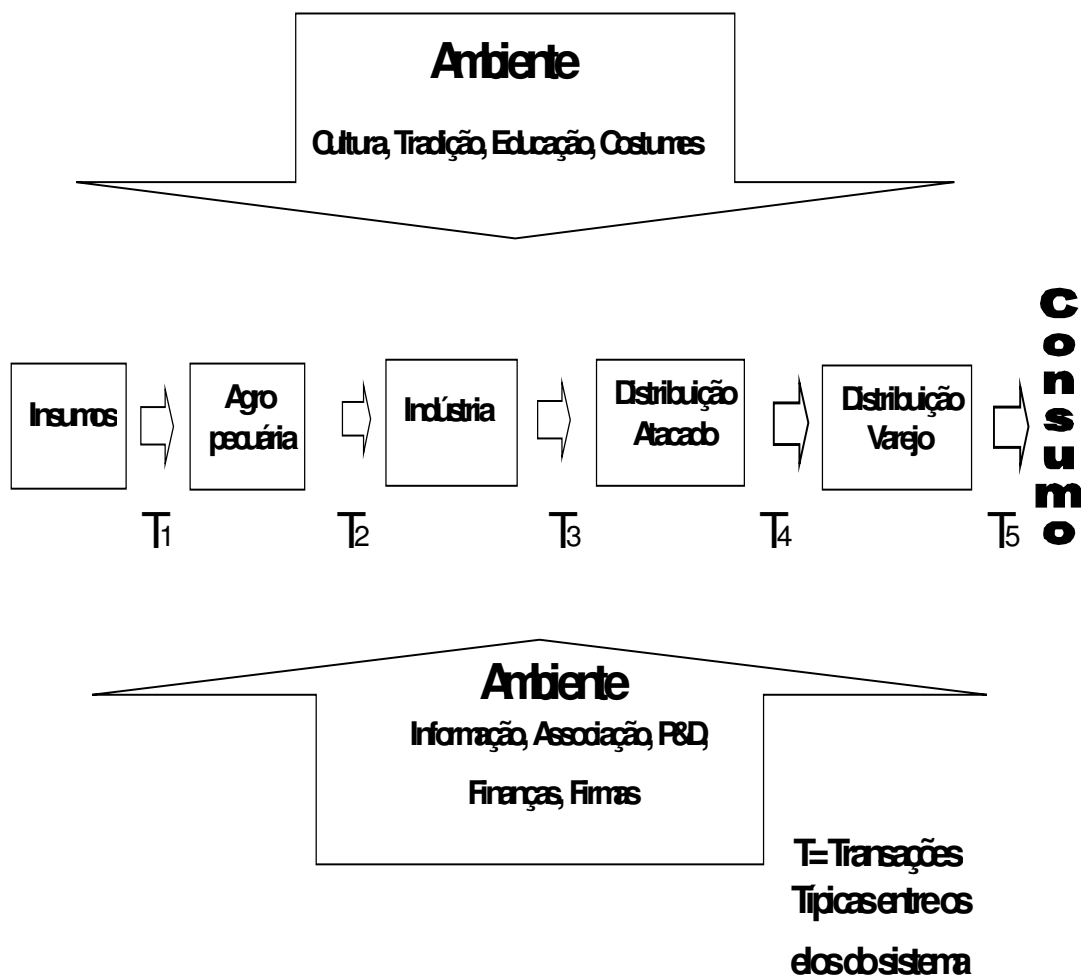 Ambiente
Cultura, Tradição, Educação, Costumes
Insumos
Agro
pecuária
Indústria
Distribuição
Atacado
Distribuição
Varejo
Consumo
T1
T2
T3
T4
T5
Ambiente
Informação, Associação, P&D,
Finanças, Firmas
T= Transações
Típicas entre os
elos do sistema